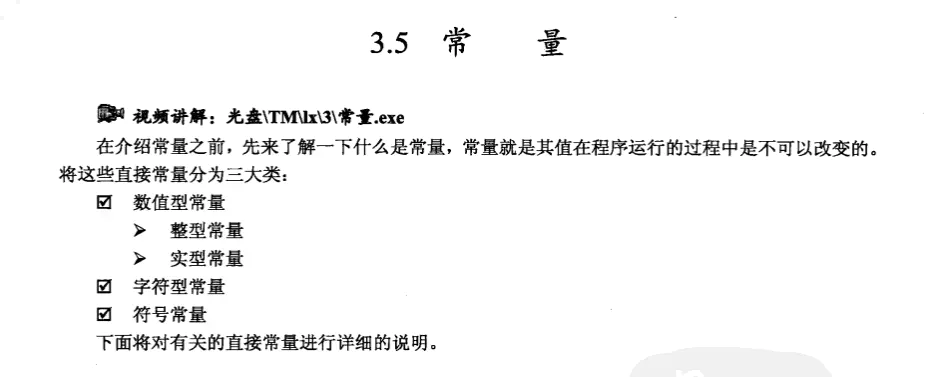 3.5 常 量
视频讲解：光盘\TM\lx\3\常量.exe
在介绍常量之前，先来了解一下什么是常量，常量就是其值在程序运行的过程中是不可以改变的。
将这些直接常量分为三大类：
☑ 数值型常量
➢ 整型常量
➢ 实型常量
☑ 字符型常量
☑ 符号常量
下面将对有关的直接常量进行详细的说明。